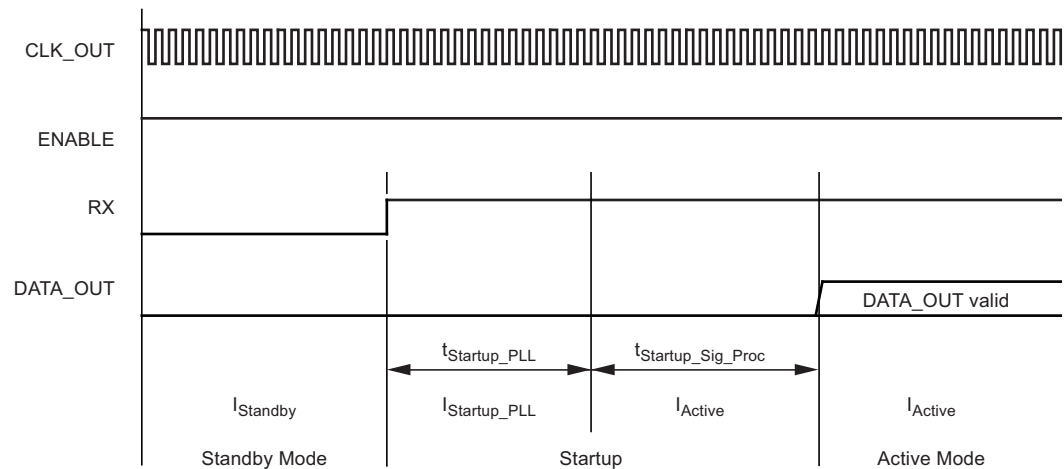 CLK_OUT
ENABLE
RX
DATA_OUT
DATA_OUT valid
tStartup_PLL
tStartup_Sig_Proc
IStandby
IStartup_PLL
IActive
IActive
Standby Mode
Startup
Active Mode